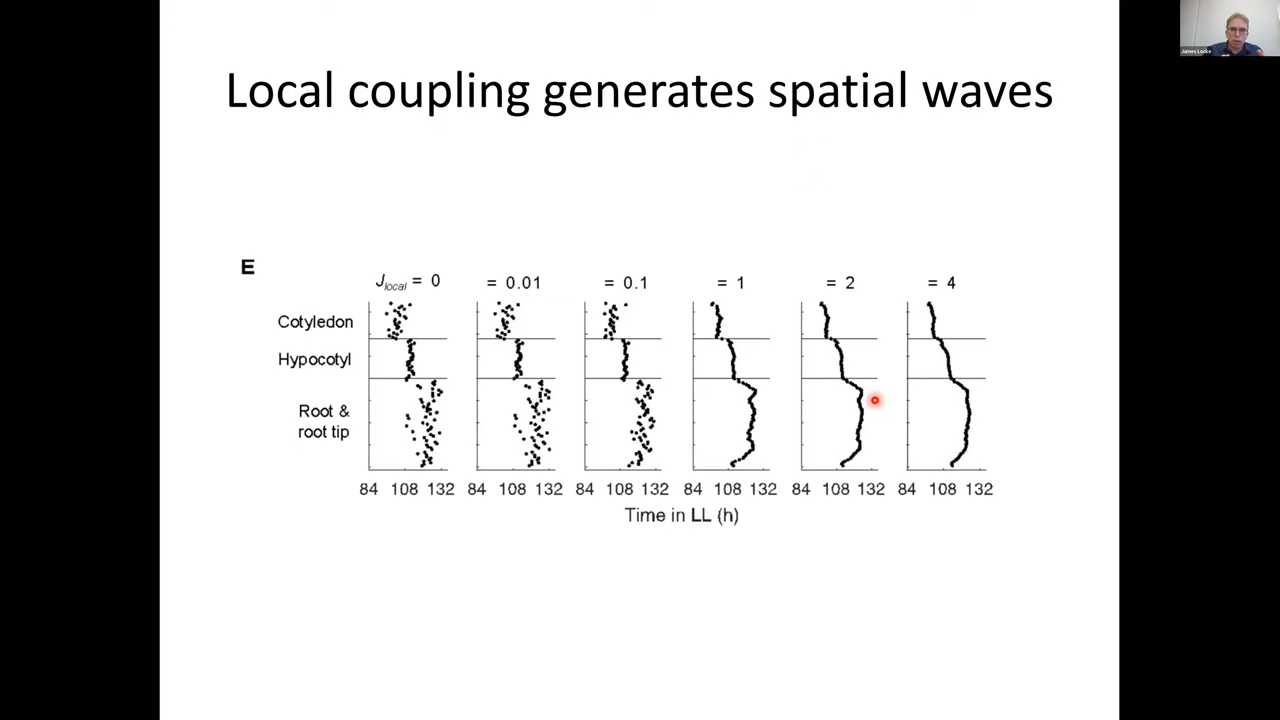 James Locke
Local coupling generates spatial waves
E
Jlocal = 0
= 0.01
= 0.1
= 1
= 2
= 4
Cotyledon
Hypocotyl
Root &
root tip
84 108 132 84 108 132 84 108 132 84 108 132 84 108 132 84 108 132
Time in LL (h)